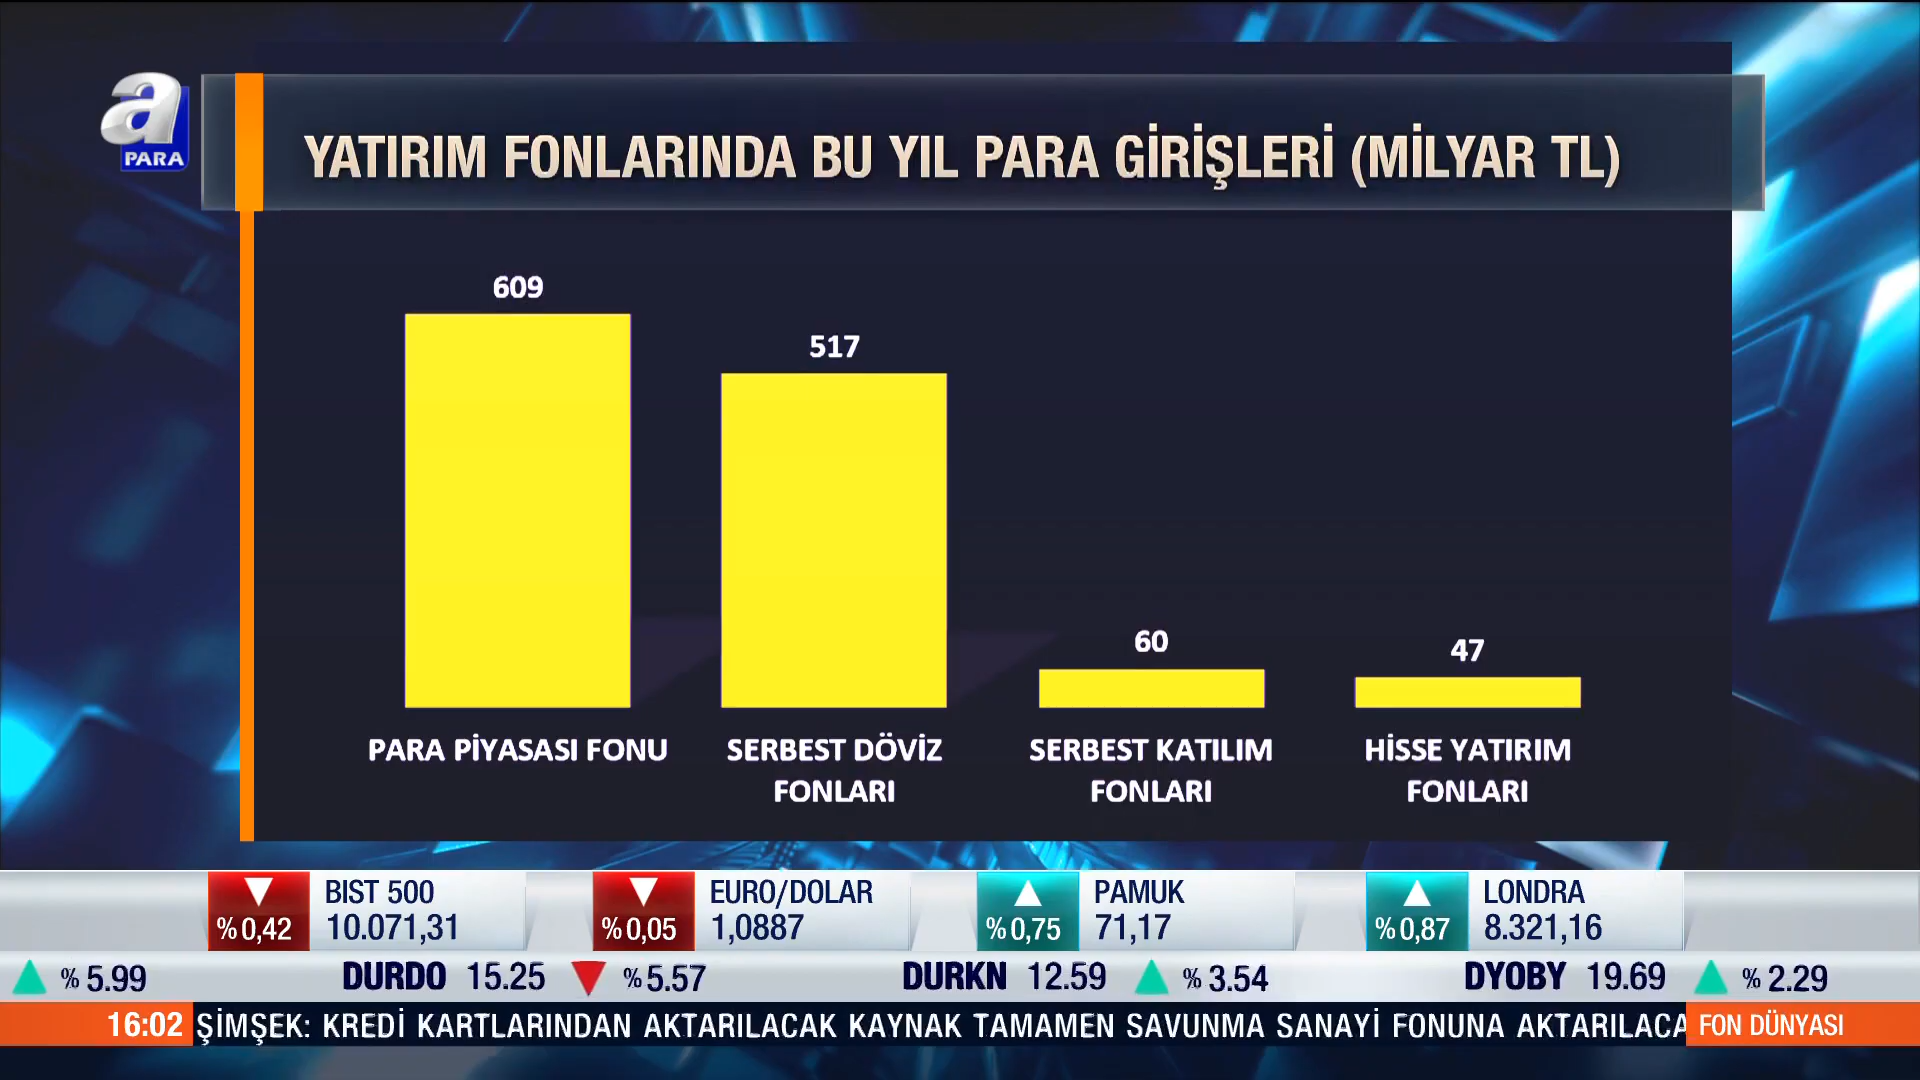 a
PARA
YATIRIM FONLARINDA BU YIL PARA GİRİŞLERİ (MİLYAR TL)
609
517
60
47
PARA PİYASASI FONU
SERBEST DÖVİZ
FONLARI
SERBEST KATILIM
FONLARI
HİSSE YATIRIM
FONLARI
%0,42 BIST 500 10.071,31
%0,05 EURO/DOLAR 1,0887
%0,75 PAMUK 71,17
%0,87 LONDRA 8.321,16
% 5.99 DURDO 15.25 % 5.57 DURKN 12.59 % 3.54 DYOBY 19.69 % 2.29
16:02 ŞİMŞEK: KREDİ KARTLARINDAN AKTARILACAK KAYNAK TAMAMEN SAVUNMA SANAYİ FONUNA AKTARILACA FON DÜNYASI